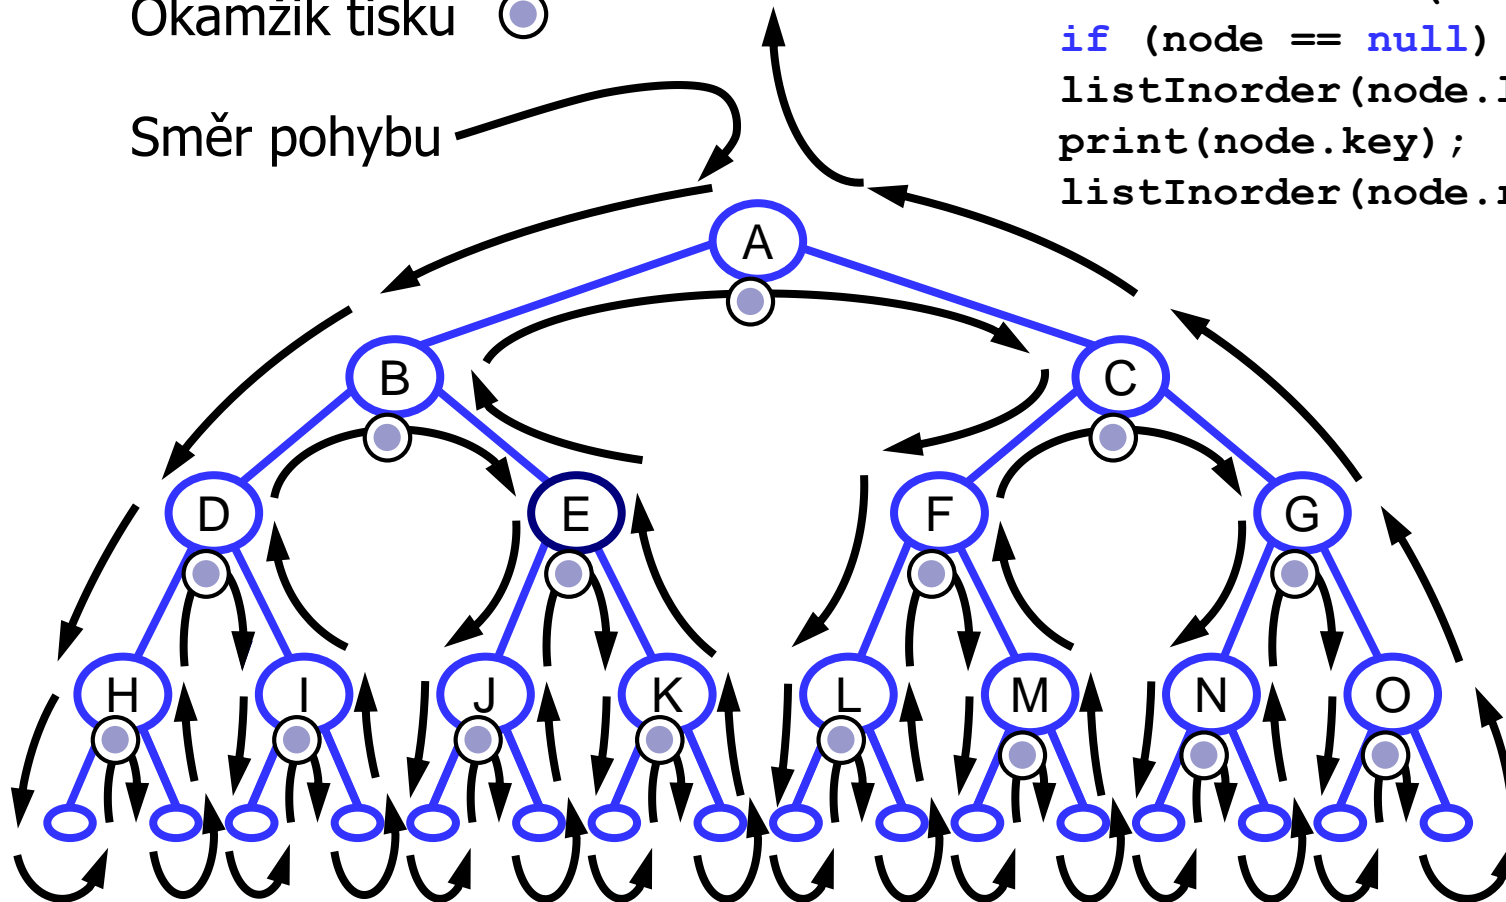 Okamžik tisku
Směr pohybu
if (node == null)
listInorder(node.
print(node.key);
listInorder(node.
A
B
C
D
E
F
G
H
I
J
K
L
M
N
O